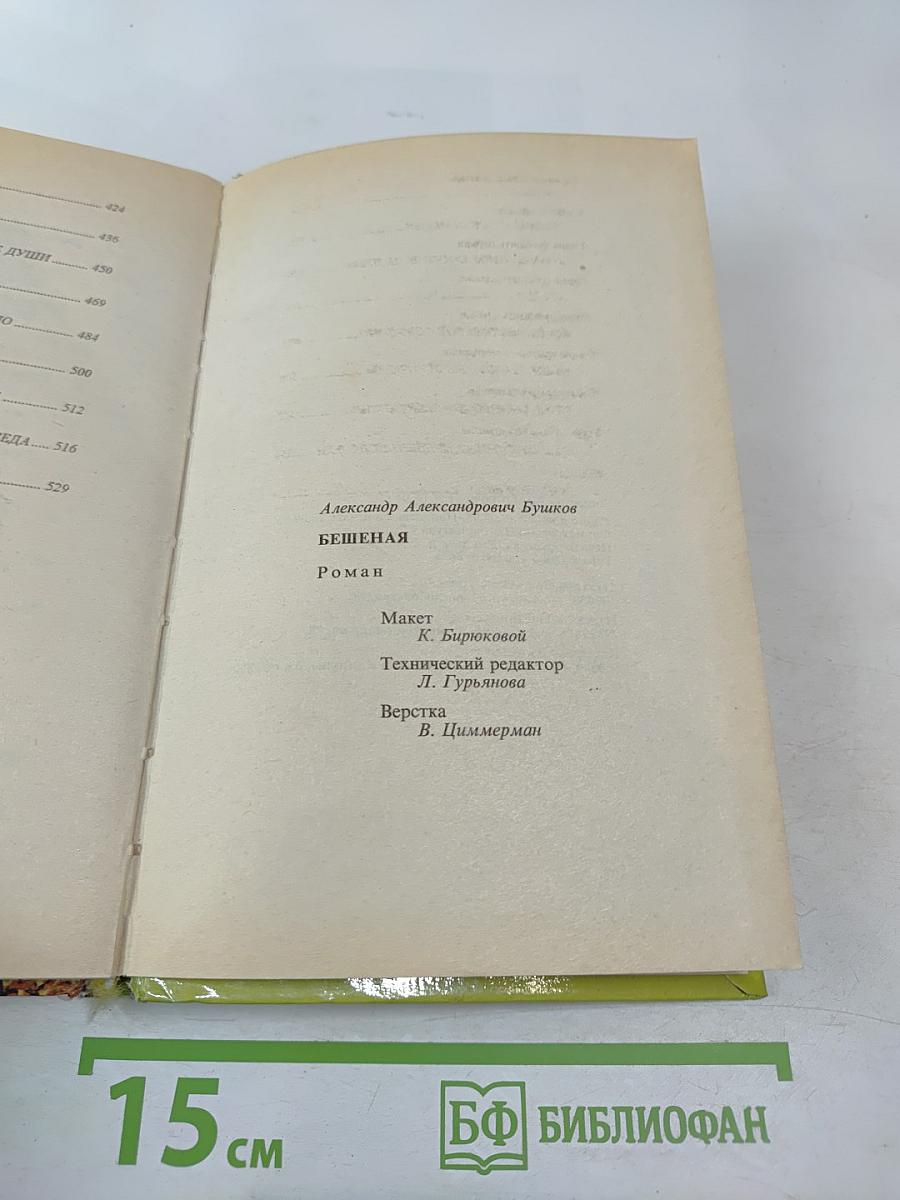 424
436
ДУШИ 450
469
484
500
512
516
529
Александр Александрович Бушков
БЕШЕНАЯ
Роман
Макет
К. Бирюковой
Технический редактор
Л. Гурьянова
Верстка
В. Циммерман
15 см
БФ БИБЛИОФАН